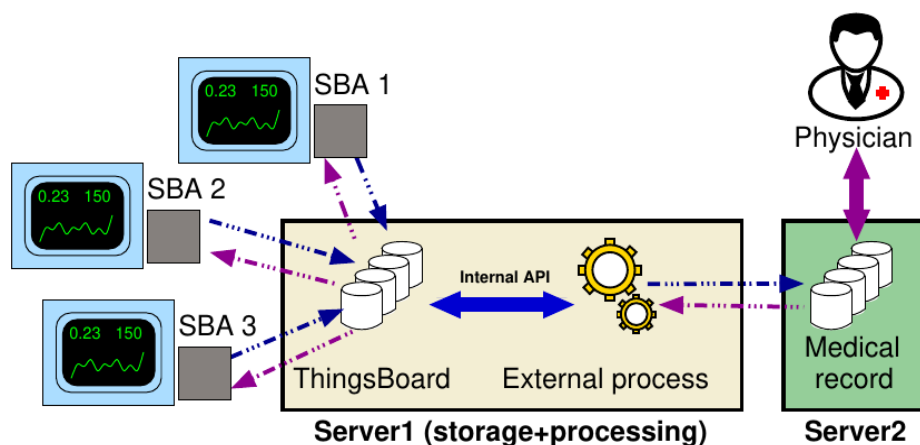 0.23 150
SBA 1
Physician
0.23 150
SBA 2
Internal API
0.23 150
SBA 3
ThingsBoard
External process
Medical
record
Server1 (storage+processing)
Server2